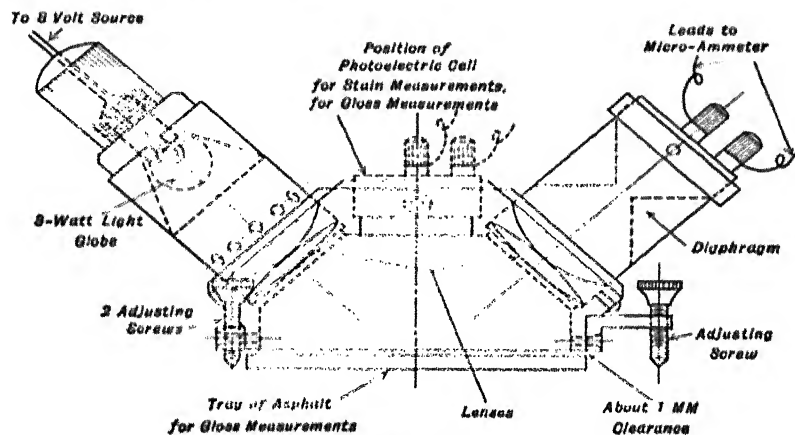 To 8 Volt Source
Position of
Photoelectric Cell
for Stain Measurements,
for Gloss Measurements
Leads to
Micro-Ammeter
3-Watt Light
Globe
Diaphragm
2 Adjusting
Screws
Adjusting
Screw
Tray of Asphalt
for Gloss Measurements
Lenses
About 1 MM
Clearance